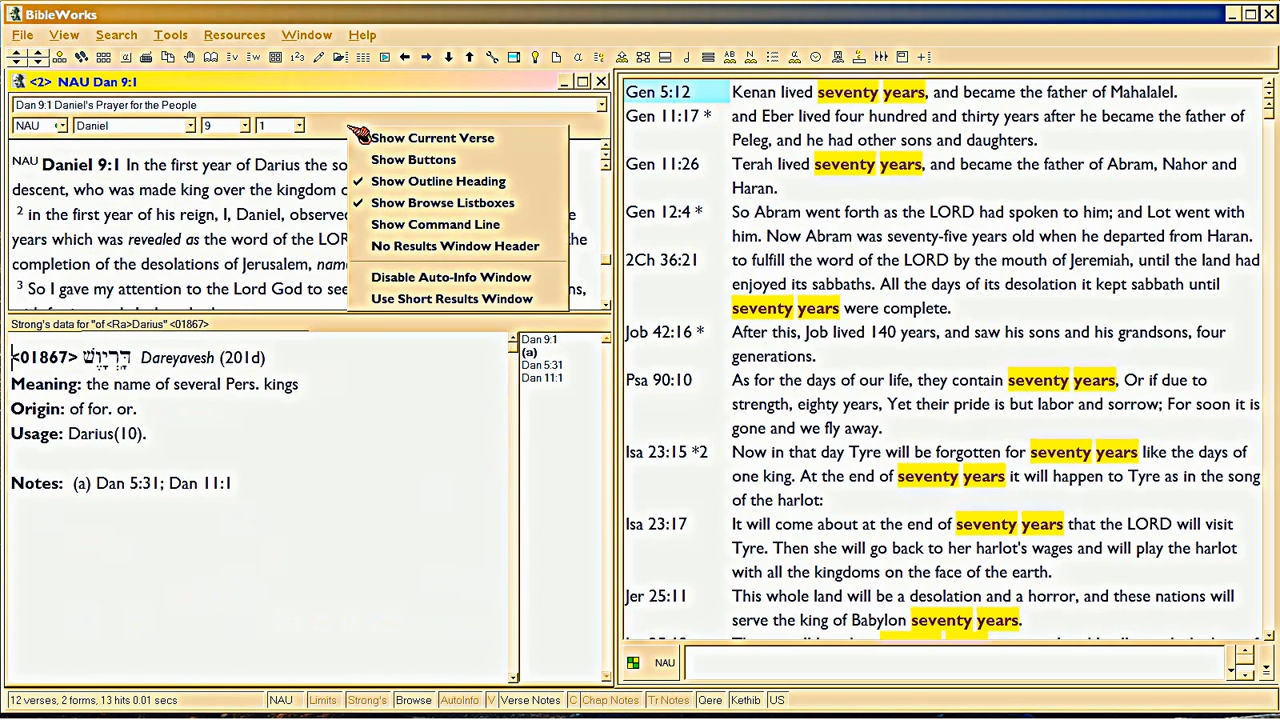 BibleWorks
File View Search Tools Resources Window Help
<2> NAU Dan 9:1
Dan 9:1 Daniel's Prayer for the People
NAU Daniel 9 1
NAU Daniel 9:1 In the first year of Darius the so
descent, who was made king over the kingdom o
2 in the first year of his reign, I, Daniel, observe
years which was revealed as the word of the LOR the
completion of the desolations of Jerusalem, name
3 So I gave my attention to the Lord God to see ns,
Show Current Verse
Show Buttons
Show Outline Heading
Show Browse Listboxes
Show Command Line
No Results Window Header
Disable Auto-Info Window
Use Short Results Window
Strong's data for "of <Ra>Darius" <01867>
<01867> דָּרְיָוֶשׁ Dareyavesh (201d)
Meaning: the name of several Pers. kings
Origin: of for. or.
Usage: Darius(10).
Notes: (a) Dan 5:31; Dan 11:1
Dan 9:1
(a)
Dan 5:31
Dan 11:1
Gen 5:12 Kenan lived seventy years, and became the father of Mahalalel.
Gen 11:17 * and Eber lived four hundred and thirty years after he became the father of
Peleg, and he had other sons and daughters.
Gen 11:26 Terah lived seventy years, and became the father of Abram, Nahor and
Haran.
Gen 12:4 * So Abram went forth as the LORD had spoken to him; and Lot went with
him. Now Abram was seventy-five years old when he departed from Haran.
2Ch 36:21 to fulfill the word of the LORD by the mouth of Jeremiah, until the land had
enjoyed its sabbaths. All the days of its desolation it kept sabbath until
seventy years were complete.
Job 42:16 * After this, Job lived 140 years, and saw his sons and his grandsons, four
generations.
Psa 90:10 As for the days of our life, they contain seventy years, Or if due to
strength, eighty years, Yet their pride is but labor and sorrow; For soon it is
gone and we fly away.
Isa 23:15 *2 Now in that day Tyre will be forgotten for seventy years like the days of
one king. At the end of seventy years it will happen to Tyre as in the song
of the harlot:
Isa 23:17 It will come about at the end of seventy years that the LORD will visit
Tyre. Then she will go back to her harlot's wages and will play the harlot
with all the kingdoms on the face of the earth.
Jer 25:11 This whole land will be a desolation and a horror, and these nations will
serve the king of Babylon seventy years.
NAU
12 verses, 2 forms, 13 hits 0.01 secs NAU Limits Strong's Browse AutoInfo V Verse Notes C Chap Notes Tr Notes Qere Kethib US